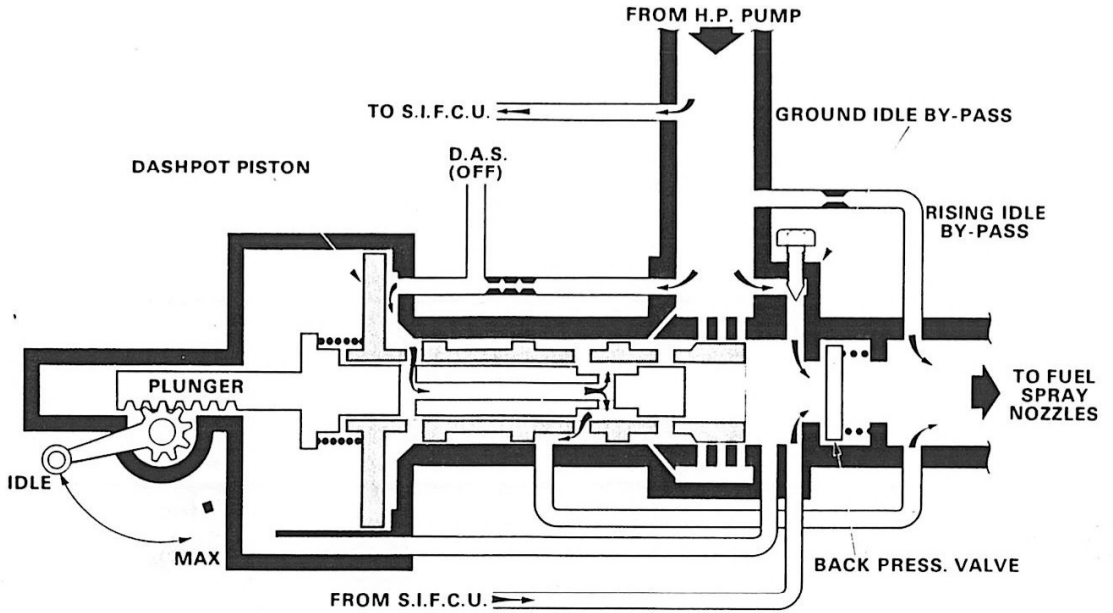 FROM H.P. PUMP
TO S.I.F.C.U.
GROUND IDLE BY-PASS
D.A.S.
(OFF)
DASHPOT PISTON
RISING IDLE
BY-PASS
PLUNGER
TO FUEL
SPRAY
NOZZLES
IDLE
MAX
BACK PRESS. VALVE
FROM S.I.F.C.U.